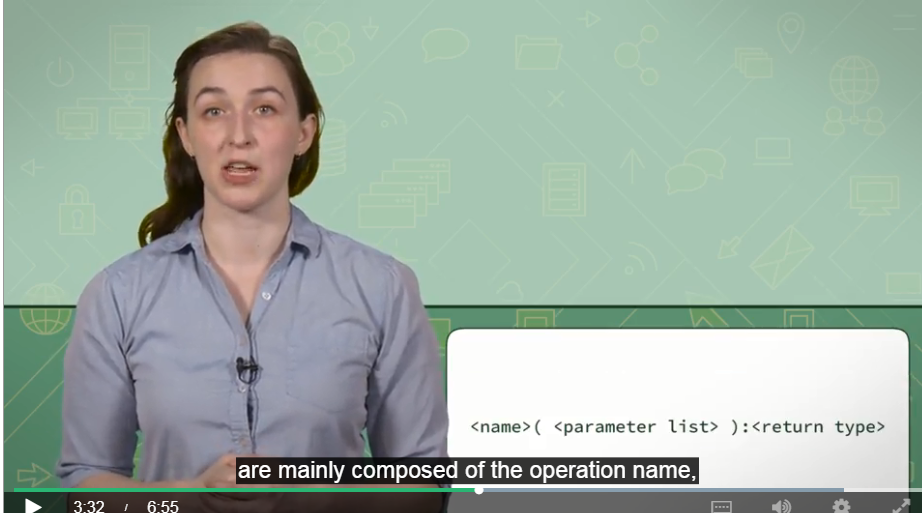 <name>( <parameter list> ):<return type>
are mainly composed of the operation name,
3:32 / 6:55